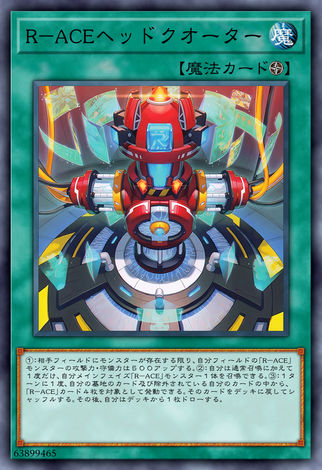 R－ACEヘッドクオーター
魔
【魔法カード】
R
①：相手フィールドにモンスターが存在する限り、自分フィールドの「R－ACE」
モンスターの攻撃力・守備力は５００アップする。②：自分は通常召喚に加えて
１度だけ、自分メインフェイズ「R－ACE」モンスター１体を召喚できる。③：１タ
ーンに１度、自分の墓地のカード及び除外されている自分のカードの中から、
「R－ACE」カード４枚を対象として発動できる。そのカードをデッキに戻してシ
ャッフルする。その後、自分はデッキから１枚ドローする。
63899465